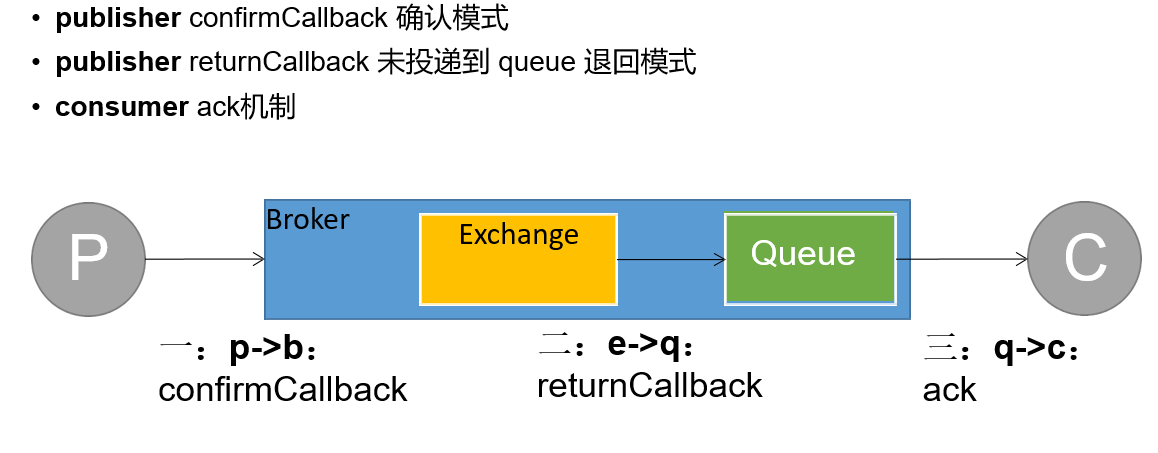 • publisher confirmCallback 确认模式
• publisher returnCallback 未投递到 queue 退回模式
• consumer ack机制
Broker
Exchange
Queue
P
C
一：p->b：
confirmCallback
二：e->q：
returnCallback
三：q->c：
ack